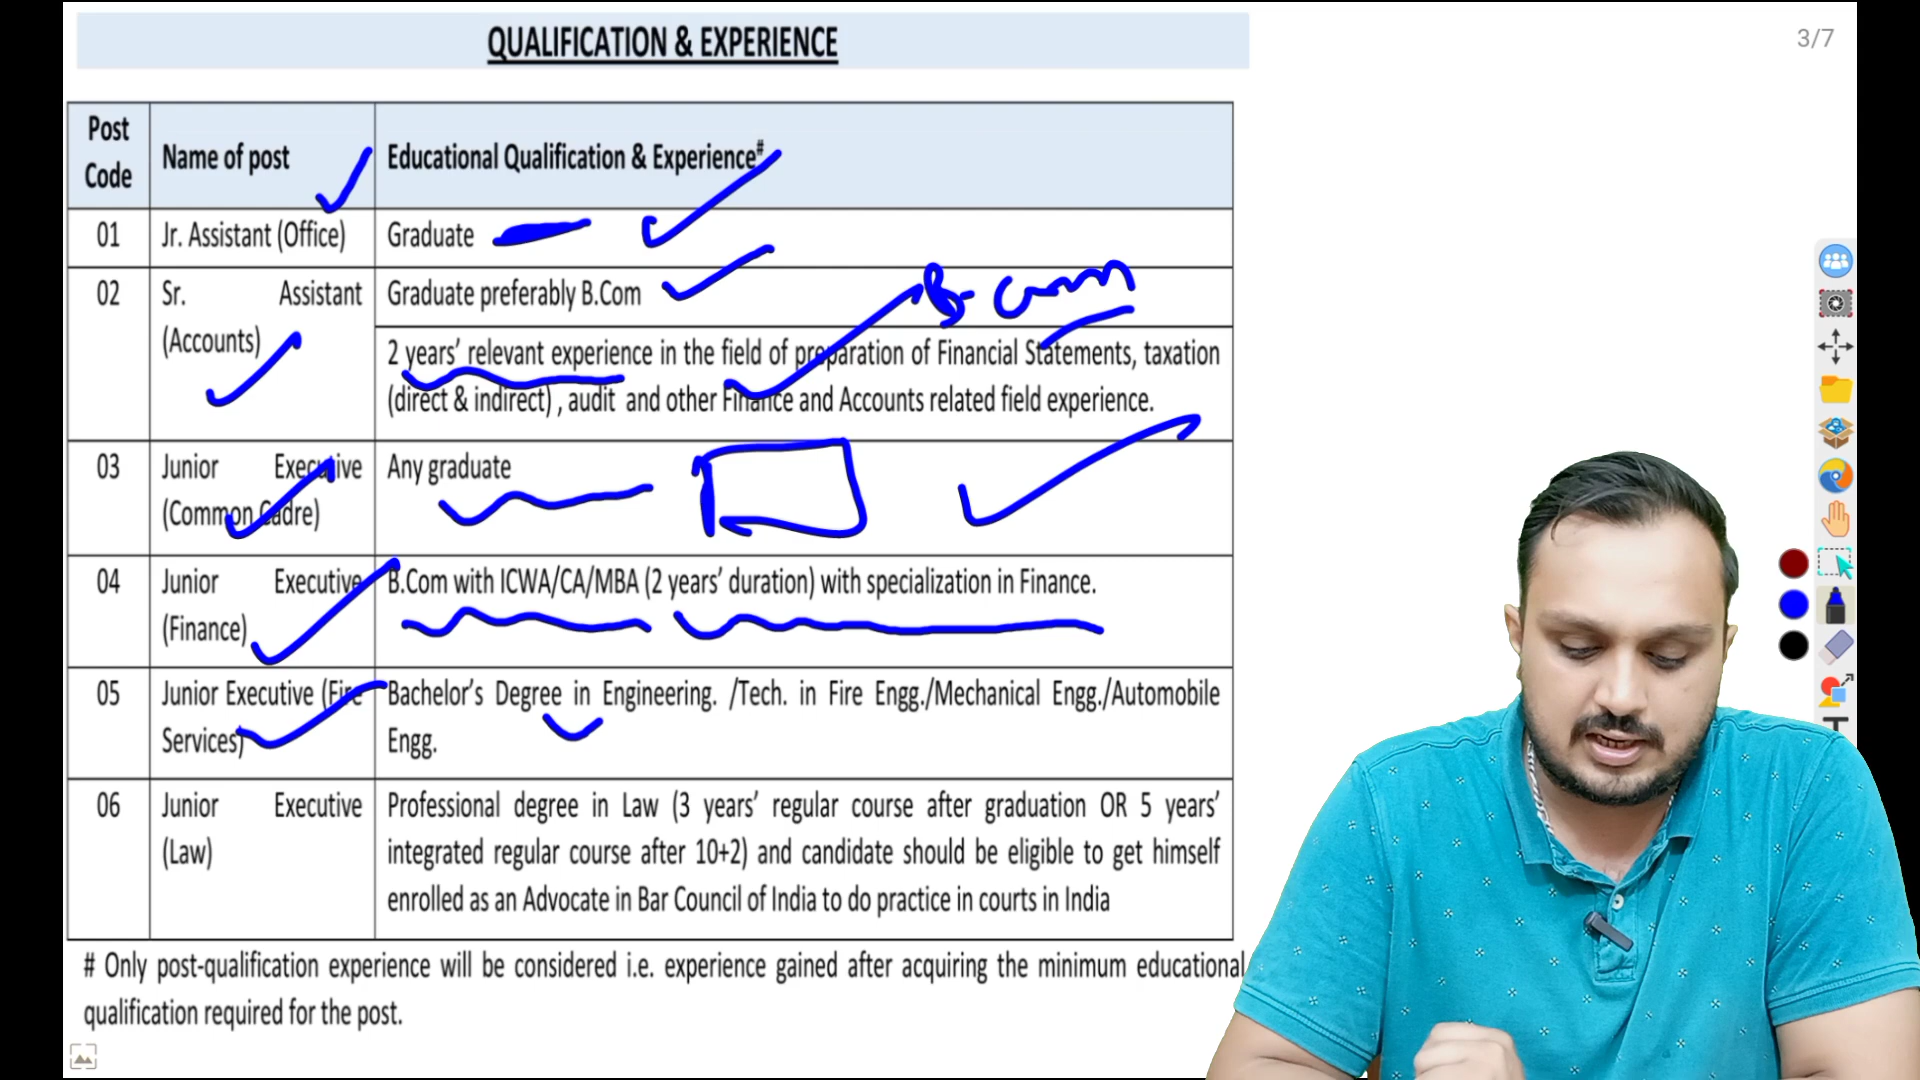 QUALIFICATION & EXPERIENCE
3/7
Post Code
Name of post
Educational Qualification & Experience#
01
Jr. Assistant (Office)
Graduate
02
Sr. Assistant
(Accounts)
Graduate preferably B.Com
B. Com
2 years' relevant experience in the field of preparation of Financial Statements, taxation
(direct & indirect) , audit and other Finance and Accounts related field experience.
03
Junior Executive
(Common Cadre)
Any graduate
04
Junior Executive
(Finance)
B.Com with ICWA/CA/MBA (2 years' duration) with specialization in Finance.
05
Junior Executive (Fire
Services)
Bachelor's Degree in Engineering. /Tech. in Fire Engg./Mechanical Engg./Automobile
Engg.
06
Junior Executive
(Law)
Professional degree in Law (3 years' regular course after graduation OR 5 years'
integrated regular course after 10+2) and candidate should be eligible to get himself
enrolled as an Advocate in Bar Council of India to do practice in courts in India
# Only post-qualification experience will be considered i.e. experience gained after acquiring the minimum educational
qualification required for the post.